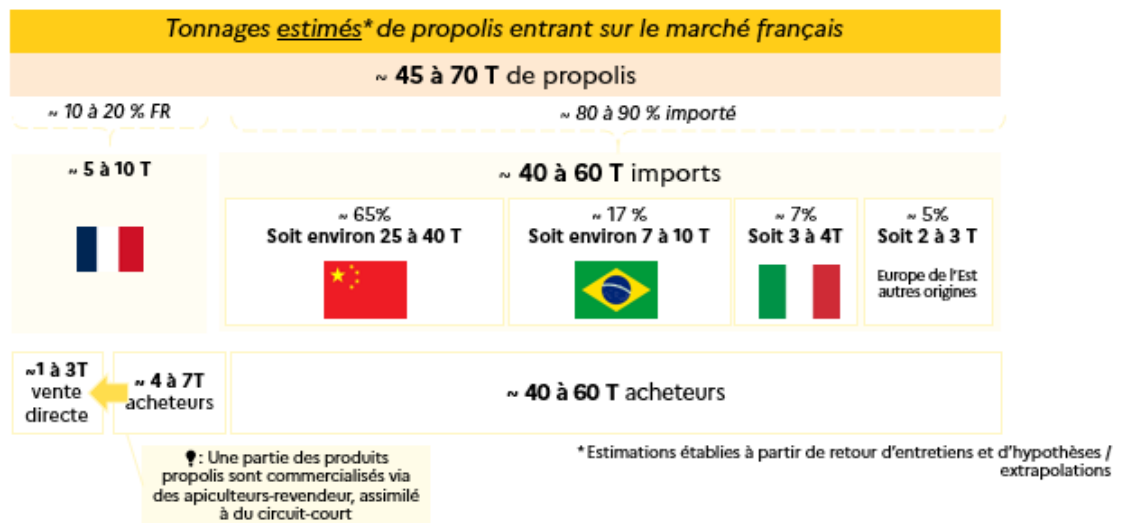 Tonnages estimés* de propolis entrant sur le marché français
~ 45 à 70 T de propolis
~ 10 à 20 % FR
~ 80 à 90 % importé
~ 5 à 10 T
~ 40 à 60 T imports
~ 65%
Soit environ 25 à 40 T
~ 17 %
Soit environ 7 à 10 T
~ 7%
Soit 3 à 4T
~ 5%
Soit 2 à 3 T
Europe de l'Est
autres origines
~1 à 3T
vente
directe
~ 4 à 7T
acheteurs
~ 40 à 60 T acheteurs
: Une partie des produits
propolis sont commercialisés via
des apiculteurs-revendeur, assimilé
à du circuit-court
*Estimations établies à partir de retour d'entretiens et d'hypothèses /
extrapolations